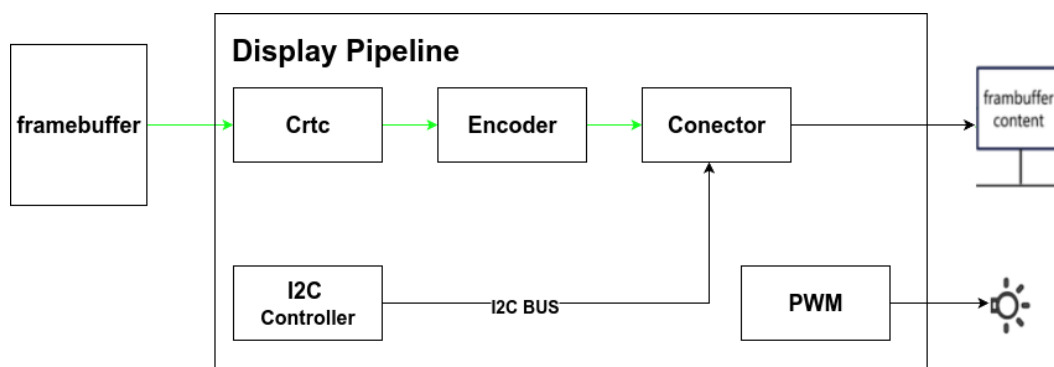 Display Pipeline
framebuffer
Crtc
Encoder
Conector
frambuffer
content
I2C
Controller
I2C BUS
PWM